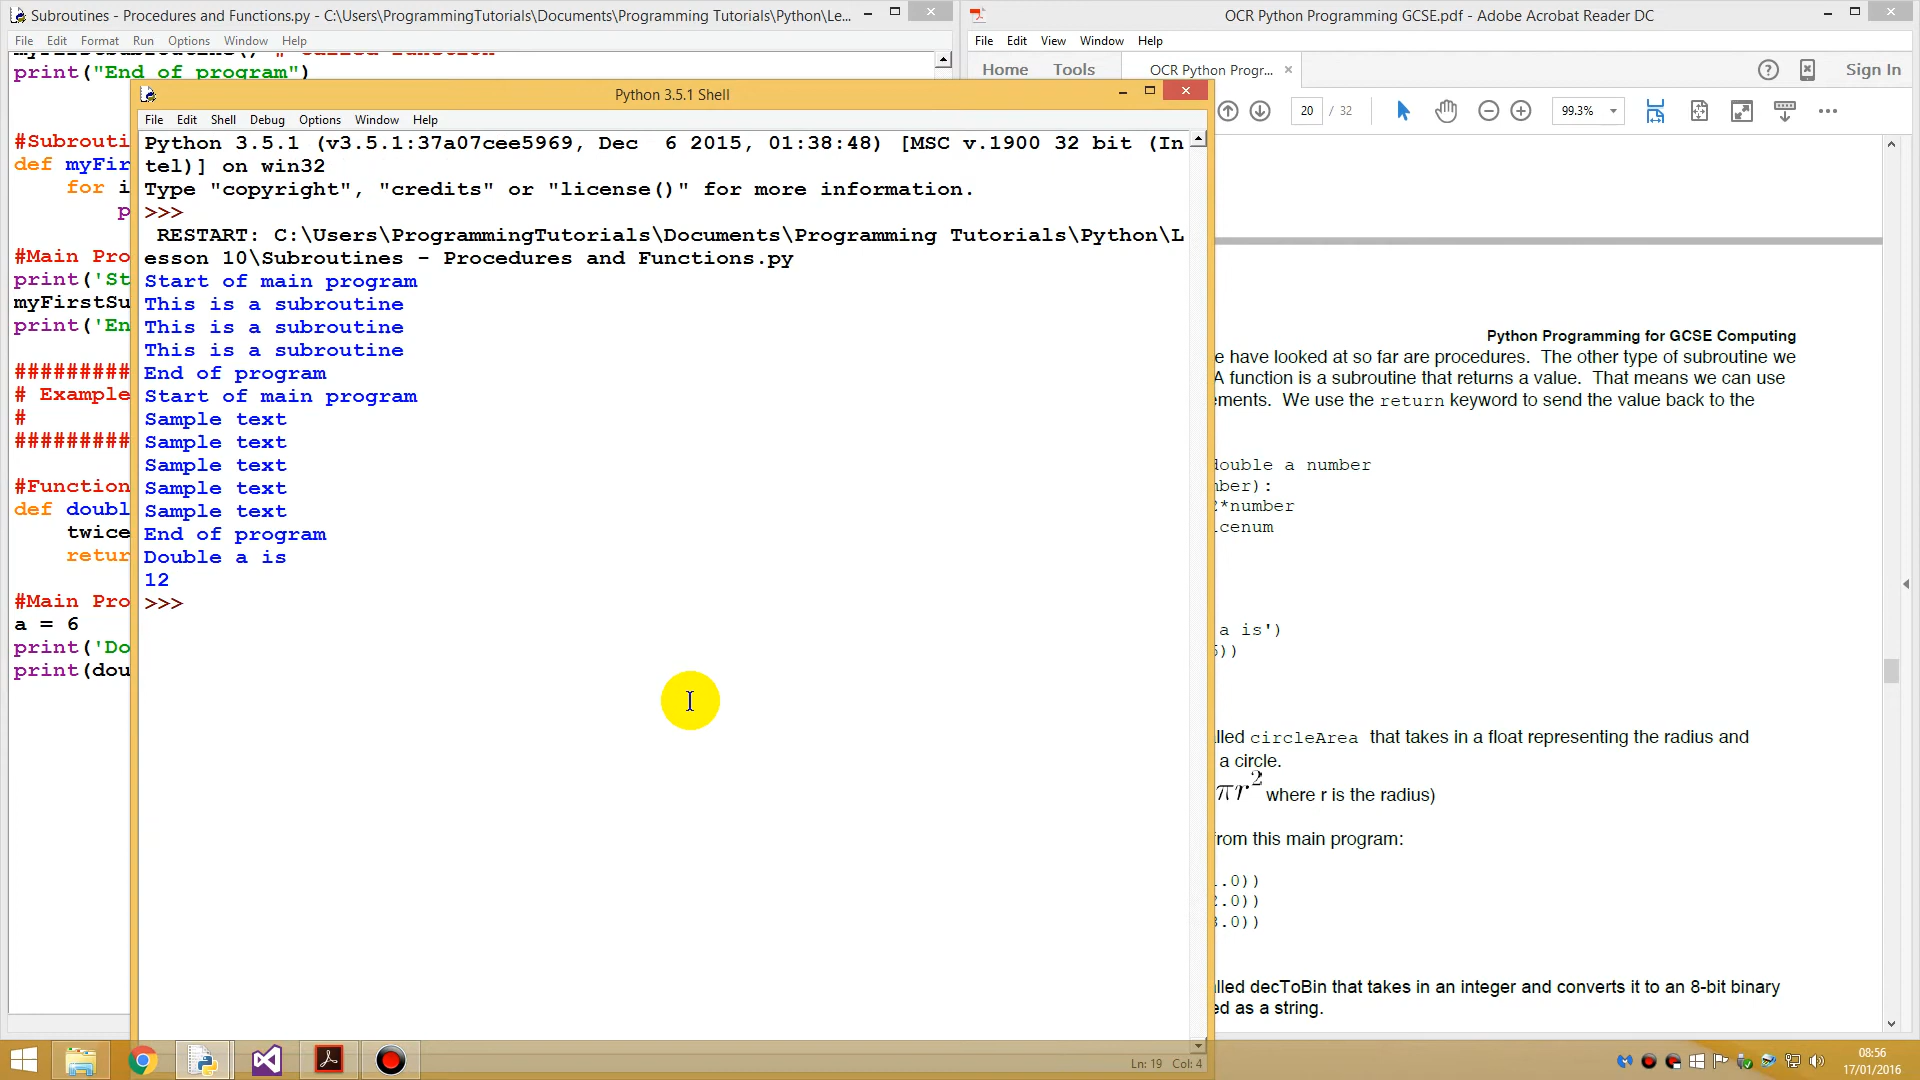 Subroutines - Procedures and Functions.py - C:\Users\ProgrammingTutorials\Documents\Programming Tutorials\Python\Le...
File Edit Format Run Options Window Help
print("End of program")
#Subrouti
def myFir
for i
p
#Main Pro
print('St
myFirstSu
print('En
#########
# Example
#
#########
#Function
def doubl
twice
retur
#Main Pro
a = 6
print('Do
print(dou
Python 3.5.1 Shell
File Edit Shell Debug Options Window Help
Python 3.5.1 (v3.5.1:37a07cee5969, Dec  6 2015, 01:38:48) [MSC v.1900 32 bit (In
tel)] on win32
Type "copyright", "credits" or "license()" for more information.
>>>
RESTART: C:\Users\ProgrammingTutorials\Documents\Programming Tutorials\Python\L
esson 10\Subroutines - Procedures and Functions.py
Start of main program
This is a subroutine
This is a subroutine
This is a subroutine
End of program
Start of main program
Sample text
Sample text
Sample text
Sample text
Sample text
End of program
Double a is
12
>>>
Ln: 19 Col: 4
OCR Python Programming GCSE.pdf - Adobe Acrobat Reader DC
File Edit View Window Help
Home Tools OCR Python Progr... × Sign In
20 / 32 99.3%
Python Programming for GCSE Computing
e have looked at so far are procedures. The other type of subroutine we
A function is a subroutine that returns a value. That means we can use
ements. We use the return keyword to send the value back to the
double a number
mber):
2*number
icenum
a is')
))
lled circleArea that takes in a float representing the radius and
a circle.
πr² where r is the radius)
from this main program:
1.0))
2.0))
3.0))
lled decToBin that takes in an integer and converts it to an 8-bit binary
ed as a string.
08:56
17/01/2016